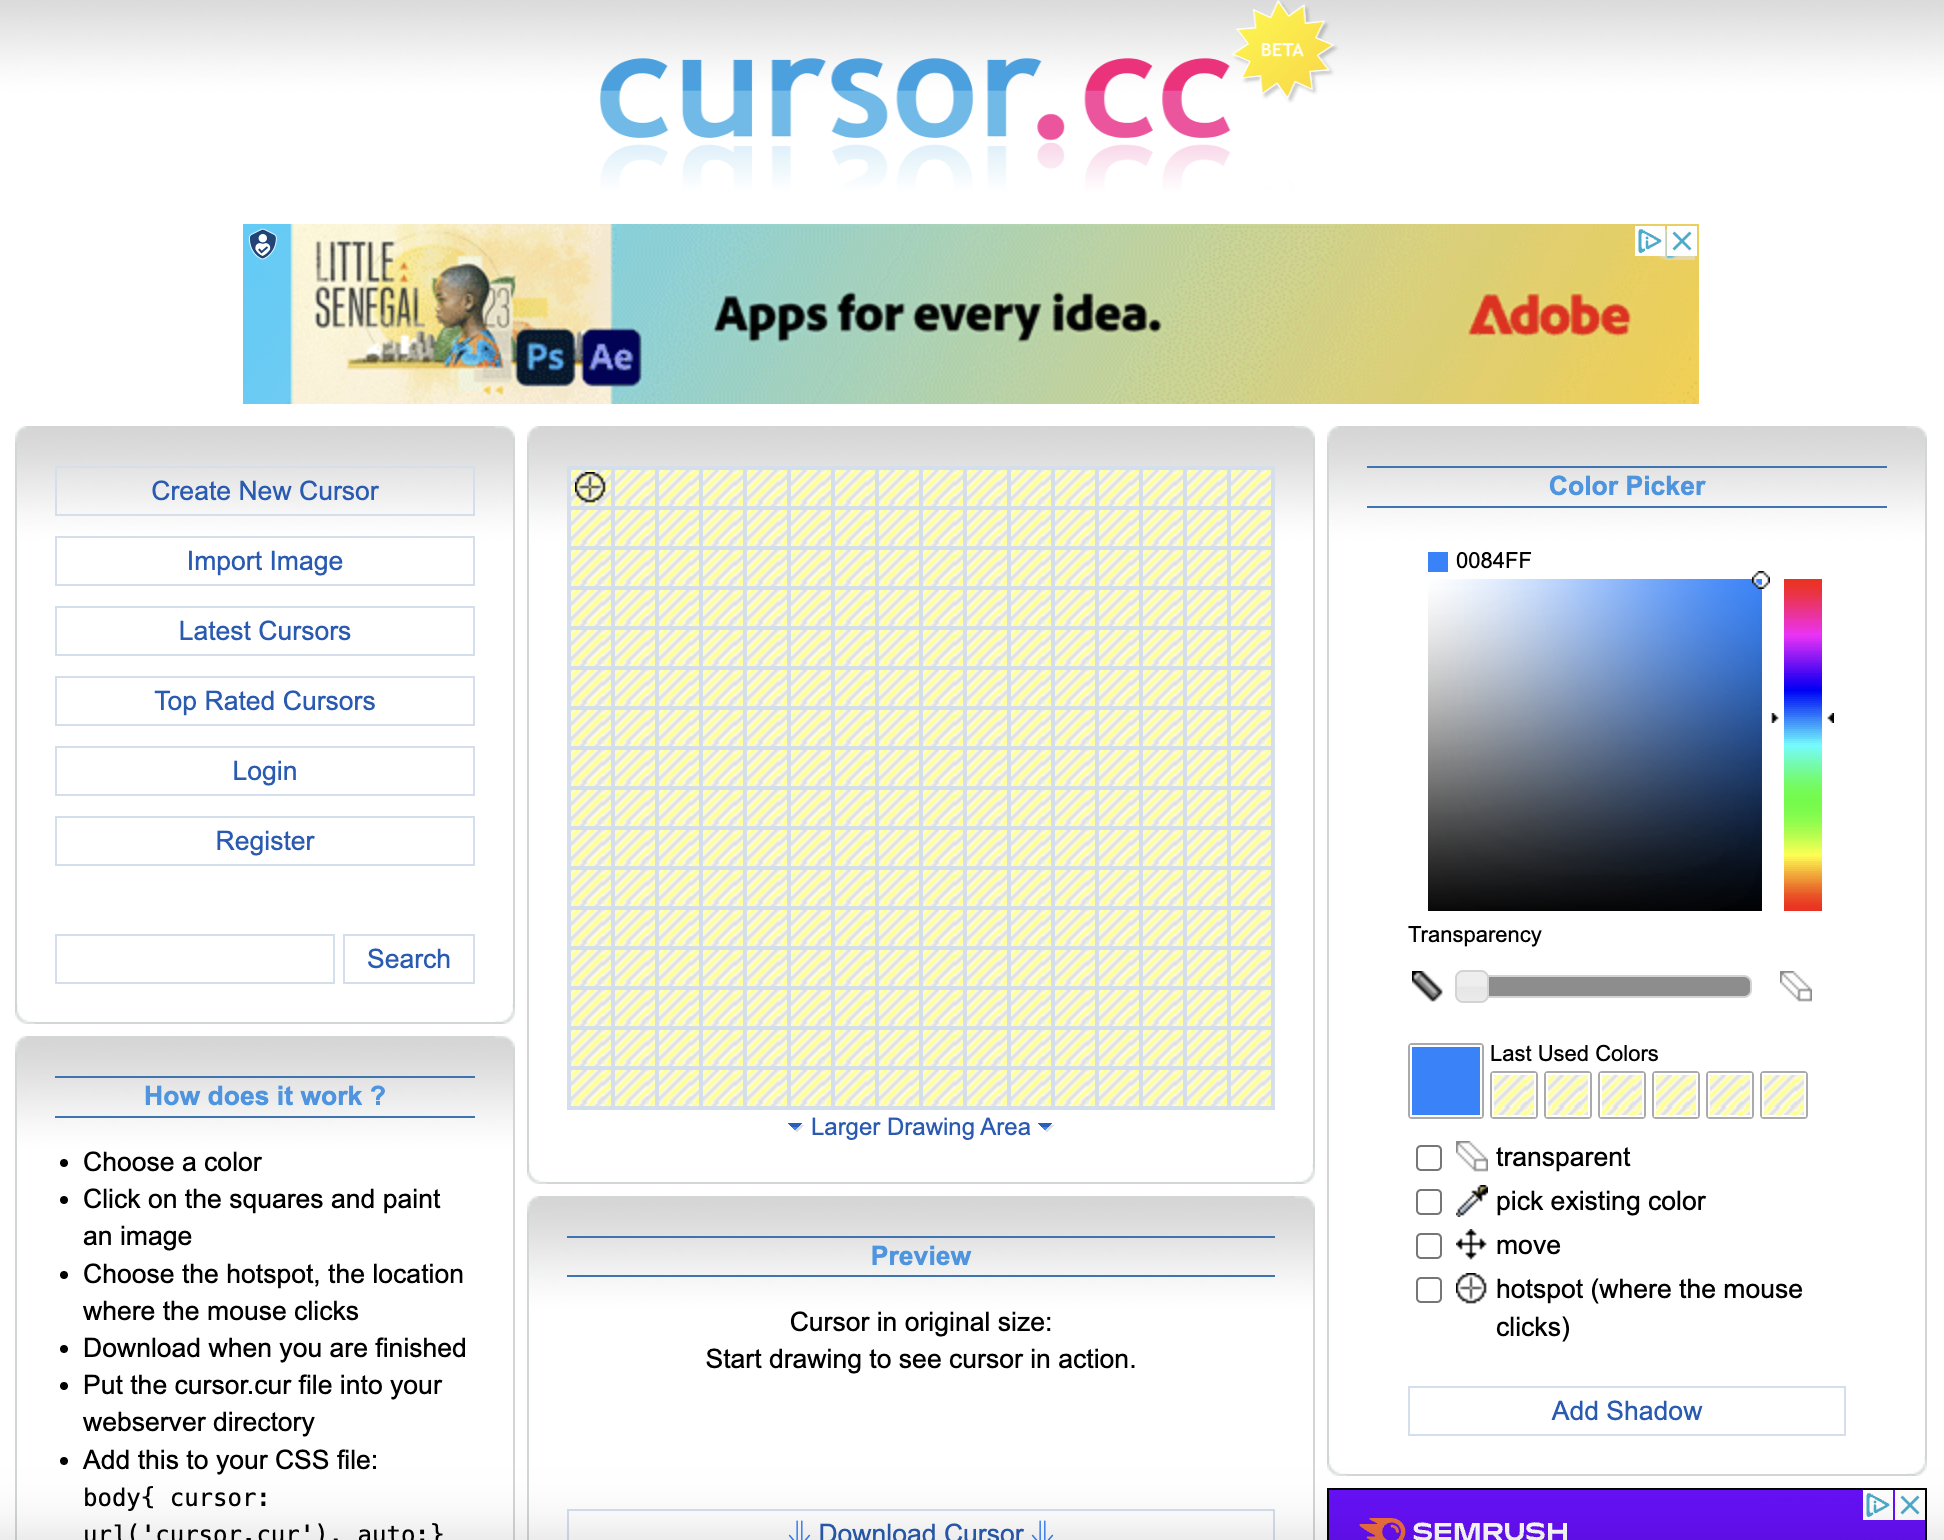 cursor.cc
BETA
LITTLE
SENEGAL
23
Ps Ae
Apps for every idea.
Adobe
Create New Cursor
Import Image
Latest Cursors
Top Rated Cursors
Login
Register
Search
How does it work ?
Choose a color
Click on the squares and paint
an image
Choose the hotspot, the location
where the mouse clicks
Download when you are finished
Put the cursor.cur file into your
webserver directory
Add this to your CSS file:
body{ cursor:
url('cursor.cur'), auto;}
Larger Drawing Area
Preview
Cursor in original size:
Start drawing to see cursor in action.
Download Cursor
Color Picker
0084FF
Transparency
Last Used Colors
transparent
pick existing color
move
hotspot (where the mouse
clicks)
Add Shadow
SEMRUSH